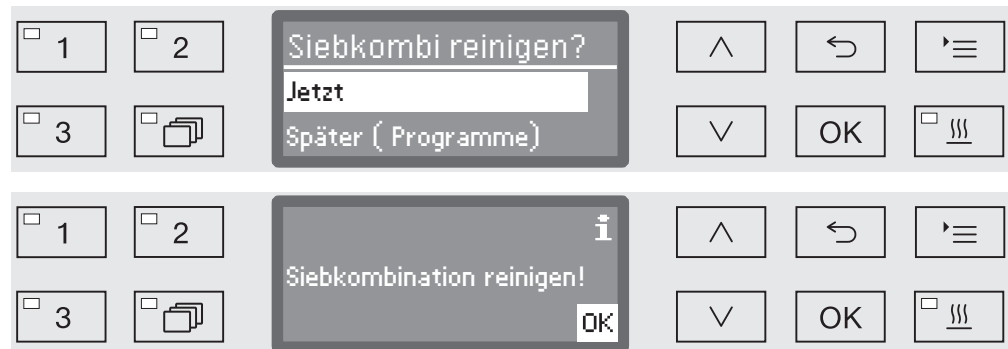 1 2
Siebkombi reinigen?
Jetzt
3
Später ( Programme)
OK
1 2
i
Siebkombination reinigen!
3
OK
OK